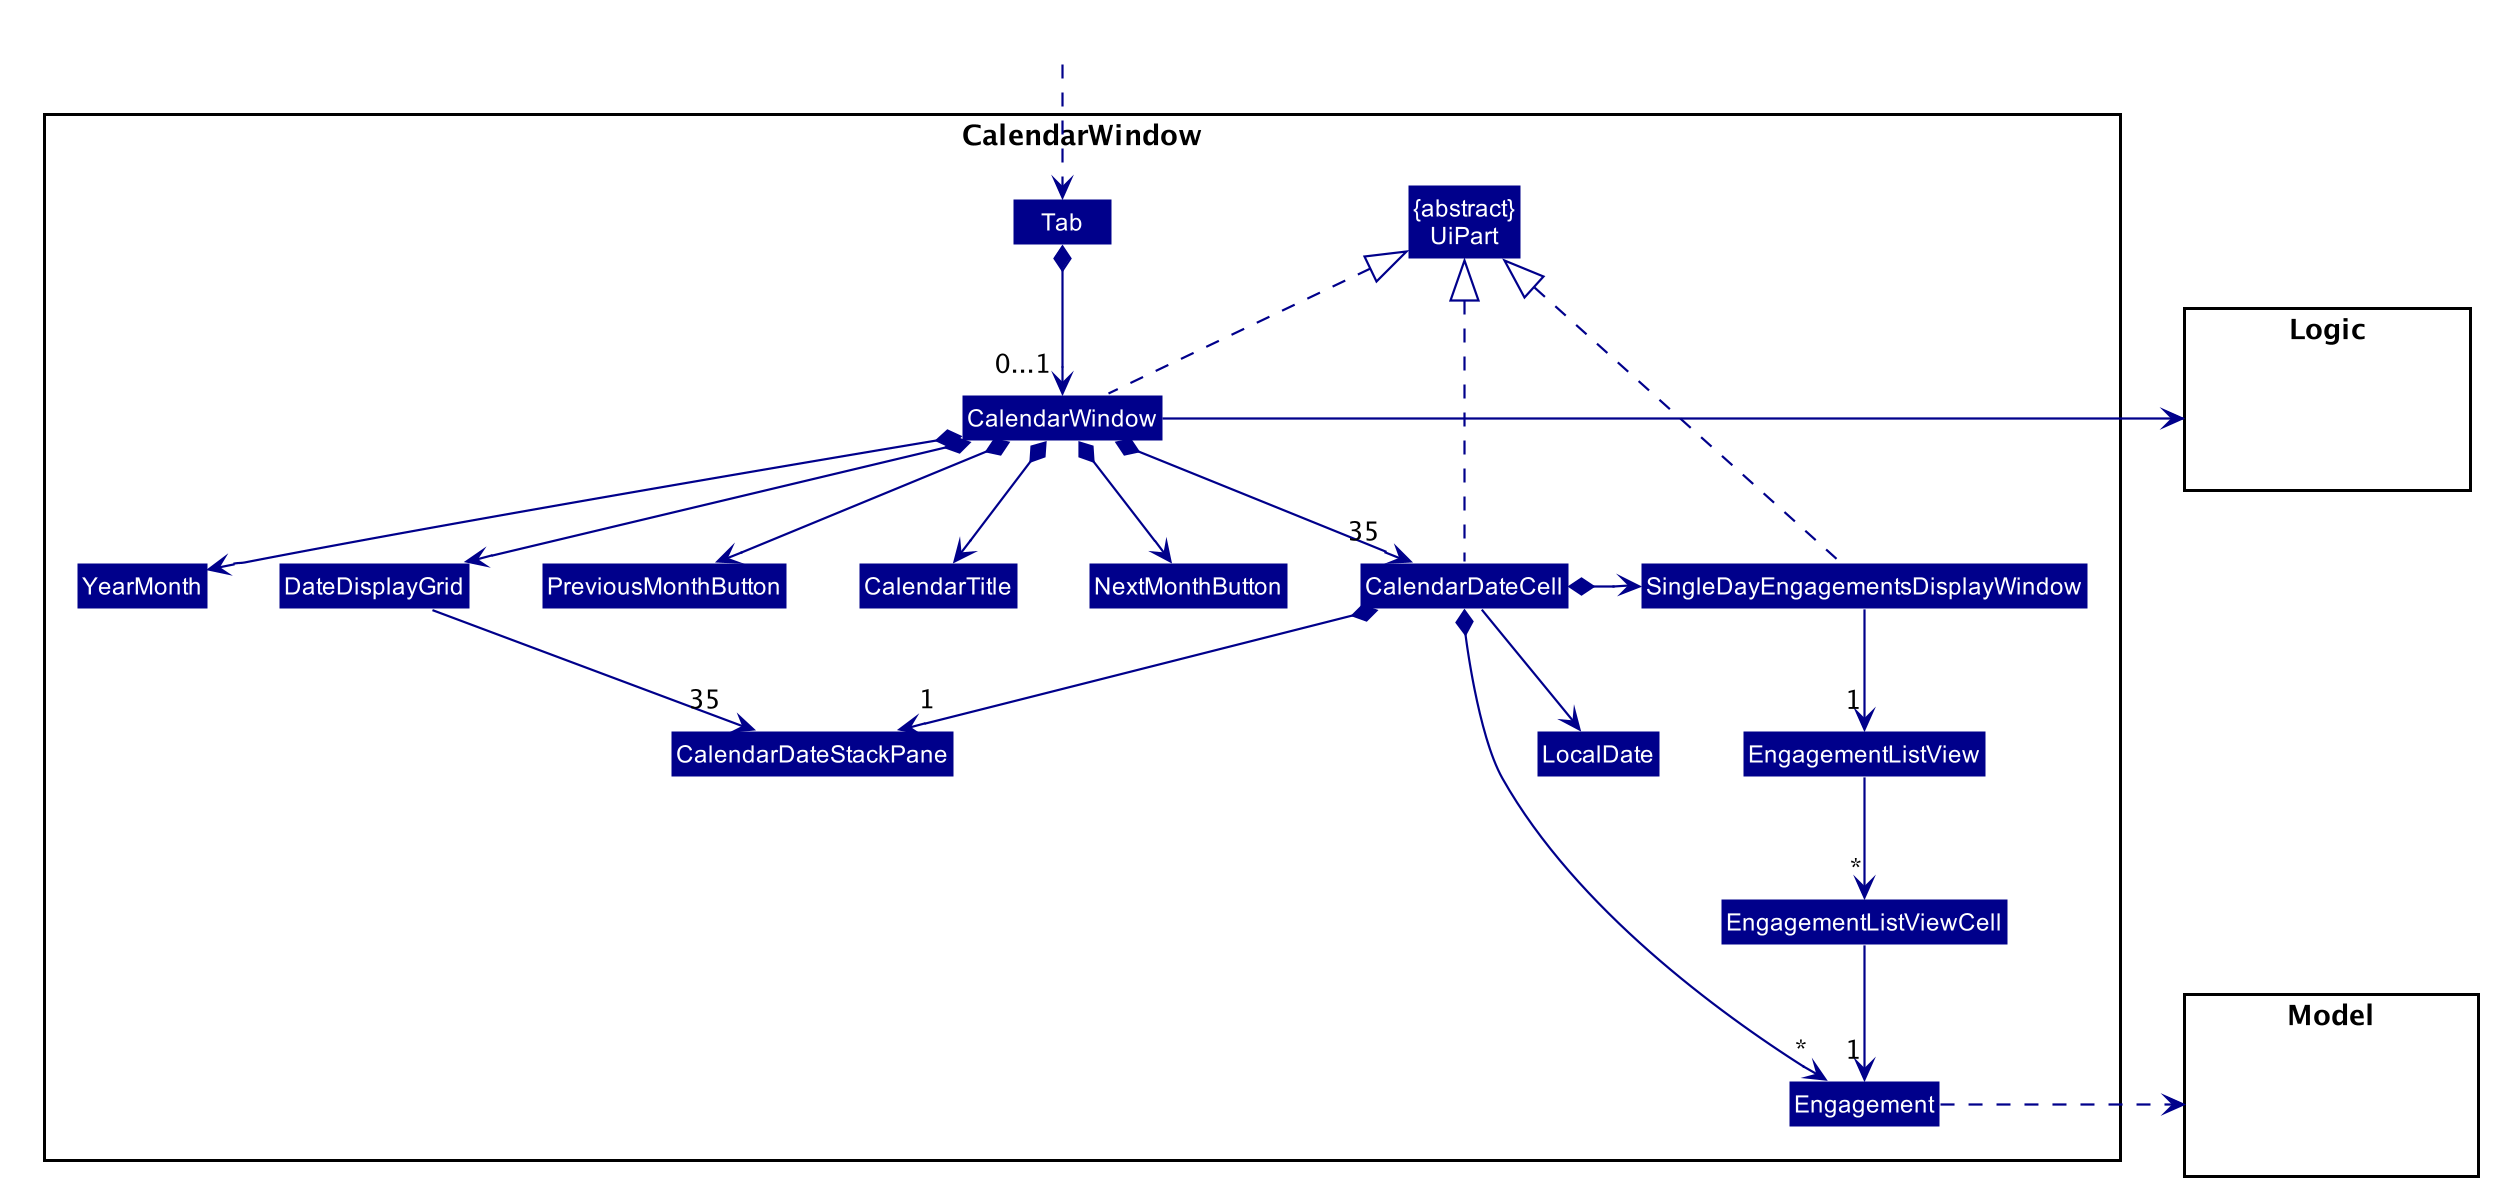 CalendarWindow
Tab
{abstract}
UiPart
Logic
0...1
CalendarWindow
35
YearMonth
DateDisplayGrid
PreviousMonthButton
CalendarTitle
NextMonthButton
CalendarDateCell
SingleDayEngagementsDisplayWindow
35
1
1
CalendarDateStackPane
LocalDate
EngagementListView
*
EngagementListViewCell
Model
*
1
Engagement